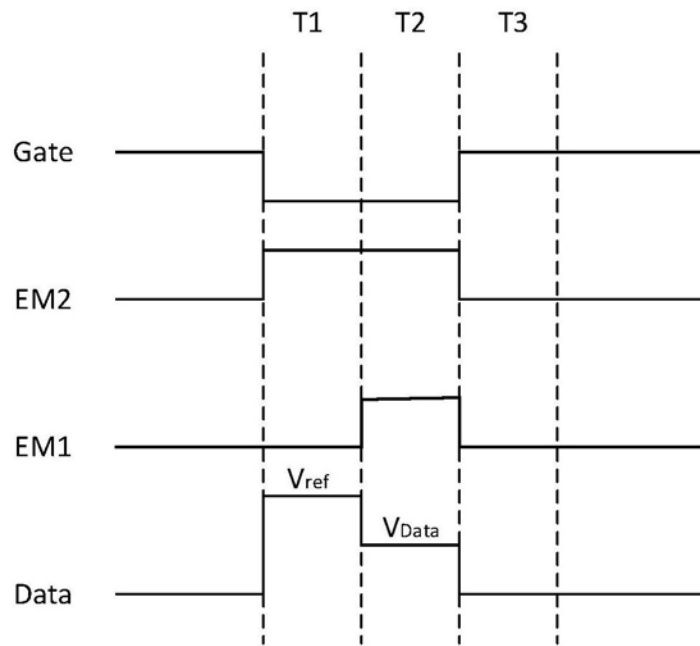 T1 T2 T3
Gate
EM2
EM1
Vref
VData
Data